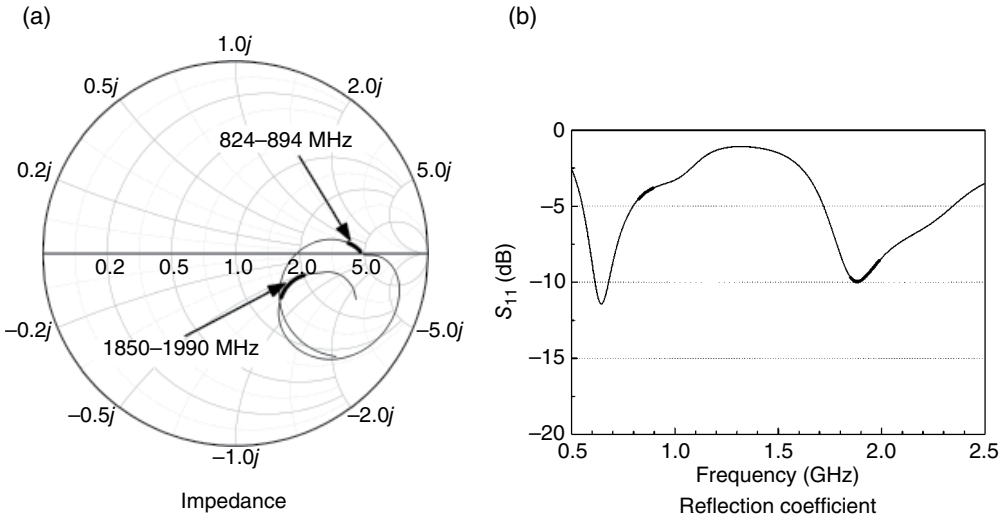 (a)
1.0j
0.5j
2.0j
824–894 MHz
0.2j
5.0j
0.2 0.5 1.0 2.0 5.0
–0.2j
–5.0j
1850–1990 MHz
–0.5j
–2.0j
–1.0j
Impedance
(b)
0
–5
–10
–15
–20
S11 (dB)
0.5 1.0 1.5 2.0 2.5
Frequency (GHz)
Reflection coefficient